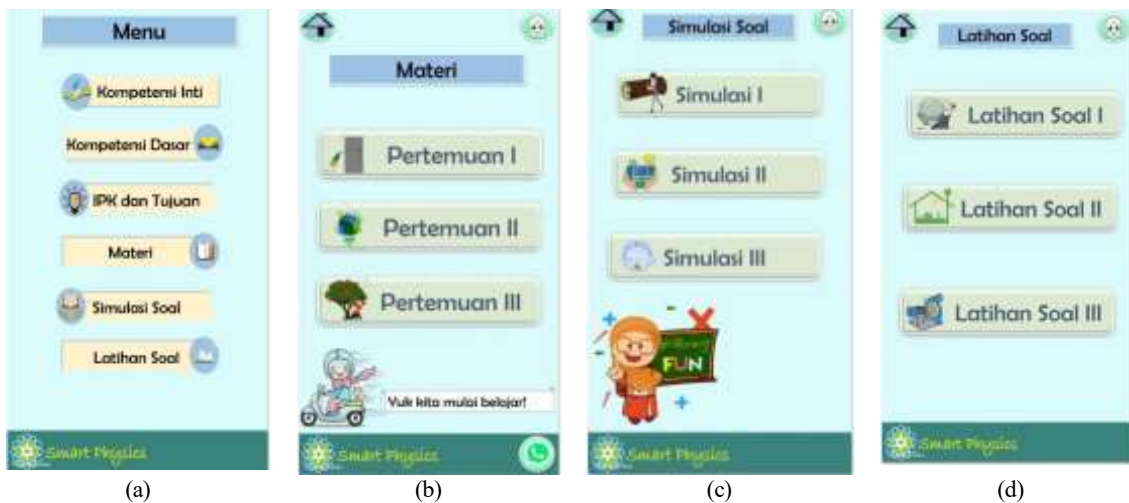 Menu
Kompetensi Inti
Kompetensi Dasar
IPK dan Tujuan
Materi
Simulasi Soal
Latihan Soal
Smart Physics
(a)
Materi
Pertemuan I
Pertemuan II
Pertemuan III
Yuk kita mulai belajar!
Smart Physics
(b)
Simulasi Soal
Simulasi I
Simulasi II
Simulasi III
FUN
Smart Physics
(c)
Latihan Soal
Latihan Soal I
Latihan Soal II
Latihan Soal III
Smart Physics
(d)